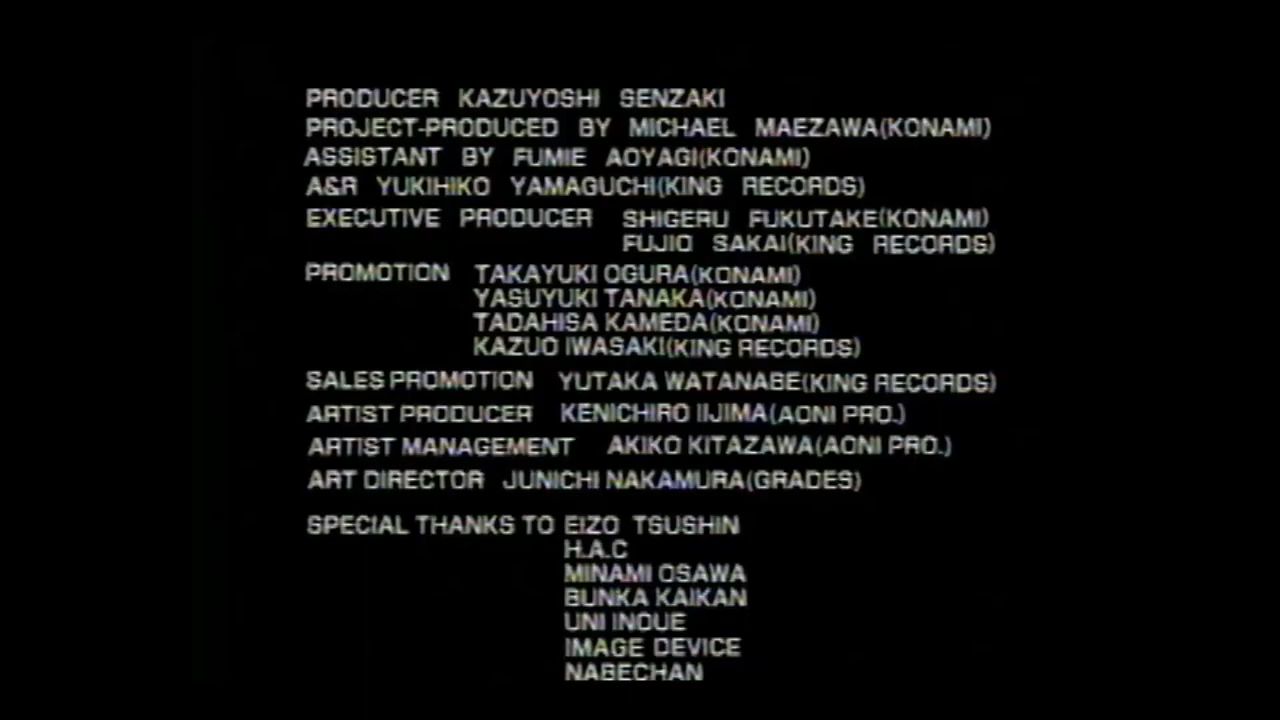 PRODUCER KAZUYOSHI SENZAKI
PROJECT-PRODUCED BY MICHAEL MAEZAWA(KONAMI)
ASSISTANT BY FUMIE AOYAGI(KONAMI)
A&R YUKIHIKO YAMAGUCHI(KING RECORDS)
EXECUTIVE PRODUCER SHIGERU FUKUTAKE(KONAMI)
FUJIO SAKAI(KING RECORDS)
PROMOTION TAKAYUKI OGURA(KONAMI)
YASUYUKI TANAKA(KONAMI)
TADAHISA KAMEDA(KONAMI)
KAZUO IWASAKI(KING RECORDS)
SALES PROMOTION YUTAKA WATANABE(KING RECORDS)
ARTIST PRODUCER KENICHIRO IIJIMA(AONI PRO.)
ARTIST MANAGEMENT AKIKO KITAZAWA(AONI PRO.)
ART DIRECTOR JUNICHI NAKAMURA(GRADES)
SPECIAL THANKS TO EIZO TSUSHIN
H.A.C
MINAMI OSAWA
BUNKA KAIKAN
UNI INOUE
IMAGE DEVICE
NABECHAN